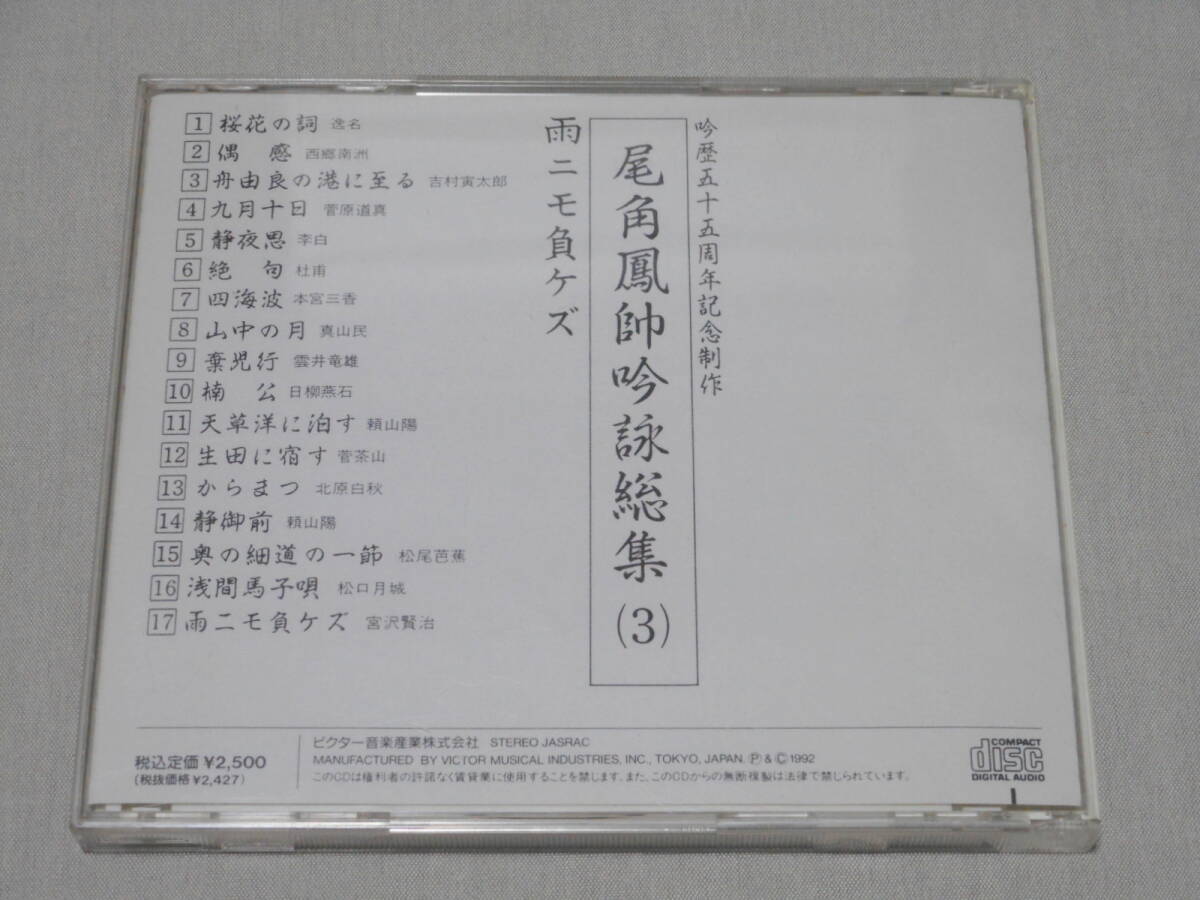 吟歴五十五周年記念制作
尾角鳳帥吟詠総集(3)
雨ニモ負ケズ
1 桜花の詞 逸名
2 偶 感 西郷南洲
3 舟由良の港に至る 吉村寅太郎
4 九月十日 菅原道真
5 静夜思 李白
6 絶 句 杜甫
7 四海波 本宮三香
8 山中の月 真山民
9 棄児行 雲井竜雄
10 楠 公 日柳燕石
11 天草洋に泊す 頼山陽
12 生田に宿す 菅茶山
13 からまつ 北原白秋
14 静御前 頼山陽
15 奥の細道の一節 松尾芭蕉
16 浅間馬子唄 松口月城
17 雨ニモ負ケズ 宮沢賢治
税込定価 ¥2,500
(税抜価格 ¥2,427)
ビクター音楽産業株式会社 STEREO JASRAC
MANUFACTURED BY VICTOR MUSICAL INDUSTRIES, INC., TOKYO, JAPAN. Ⓟ & Ⓒ 1992
このCDは権利者の許諾なく賃貸業に使用することを禁じます。また、このCDからの無断複製は法律で禁じられています。
COMPACT
disc
DIGITAL AUDIO